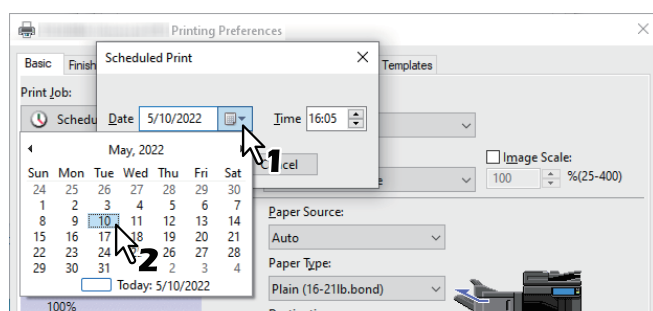 Printing Preferences
Basic Finish Templates
Print Job:
Schedu
Scheduled Print
Date 5/10/2022 Time 16:05
1
May, 2022
Sun Mon Tue Wed Thu Fri Sat
24 25 26 27 28 29 30
1 2 3 4 5 6 7
8 9 10 11 12 13 14
15 16 17 18 19 20 21
22 23 24 26 27 28
29 30 31 2 3 4
2
Today: 5/10/2022
100%
Image Scale:
100 %(25-400)
Paper Source:
Auto
Paper Type:
Plain (16-21lb.bond)